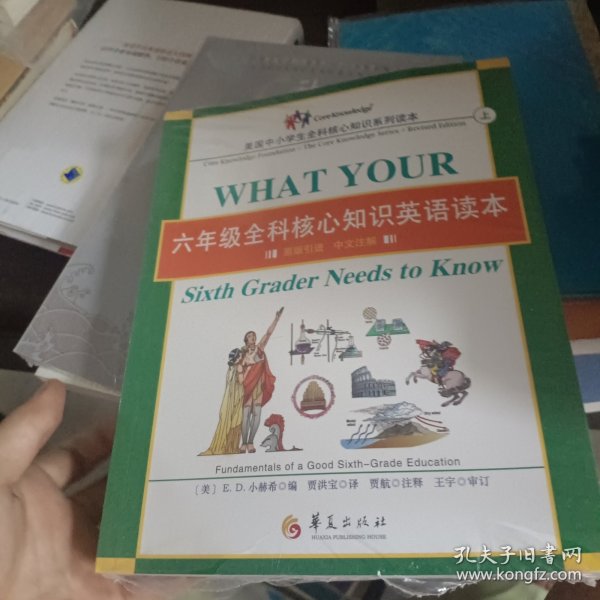 Core Knowledge
美国中小学生全科核心知识系列读本
上
Core Knowledge Foundation · The Core Knowledge Series · Revised Edition
WHAT YOUR
六年级全科核心知识英语读本
原版引进 中文注解
Sixth Grader Needs to Know
Fundamentals of a Good Sixth-Grade Education
〔美〕E. D. 小赫希◎编 贾洪宝◎译 贾航◎注释 王宇◎审订
华夏出版社
HUAXIA PUBLISHING HOUSE
孔夫子旧书网
www.kongfz.com